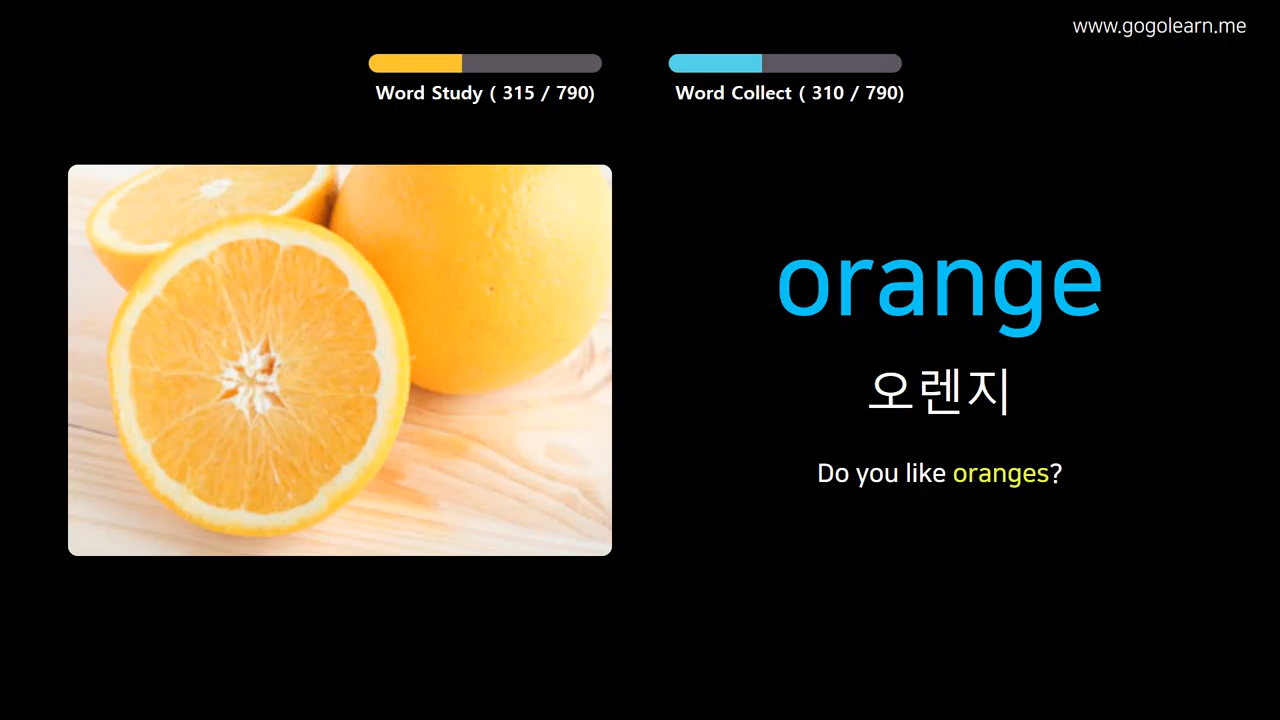 www.gogolearn.me
Word Study ( 315 / 790)
Word Collect ( 310 / 790)
orange
오렌지
Do you like oranges?